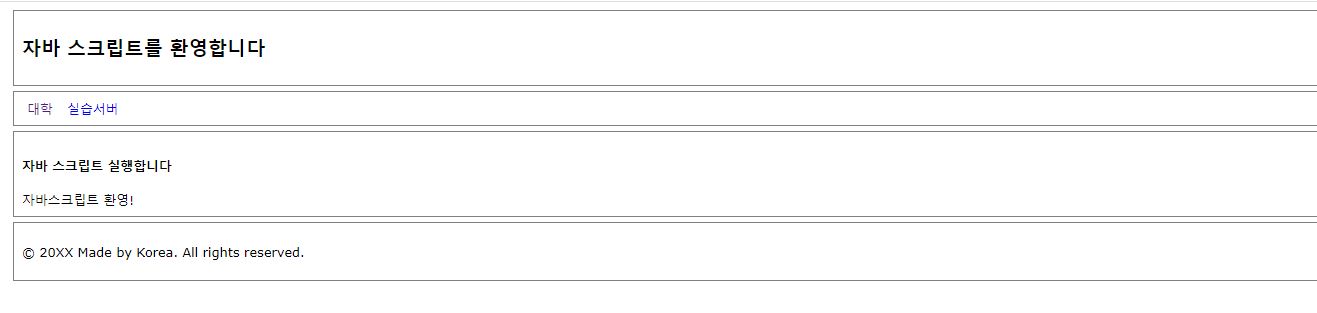 자바 스크립트를 환영합니다
대학 실습서버
자바 스크립트 실행합니다
자바스크립트 환영!
© 20XX Made by Korea. All rights reserved.